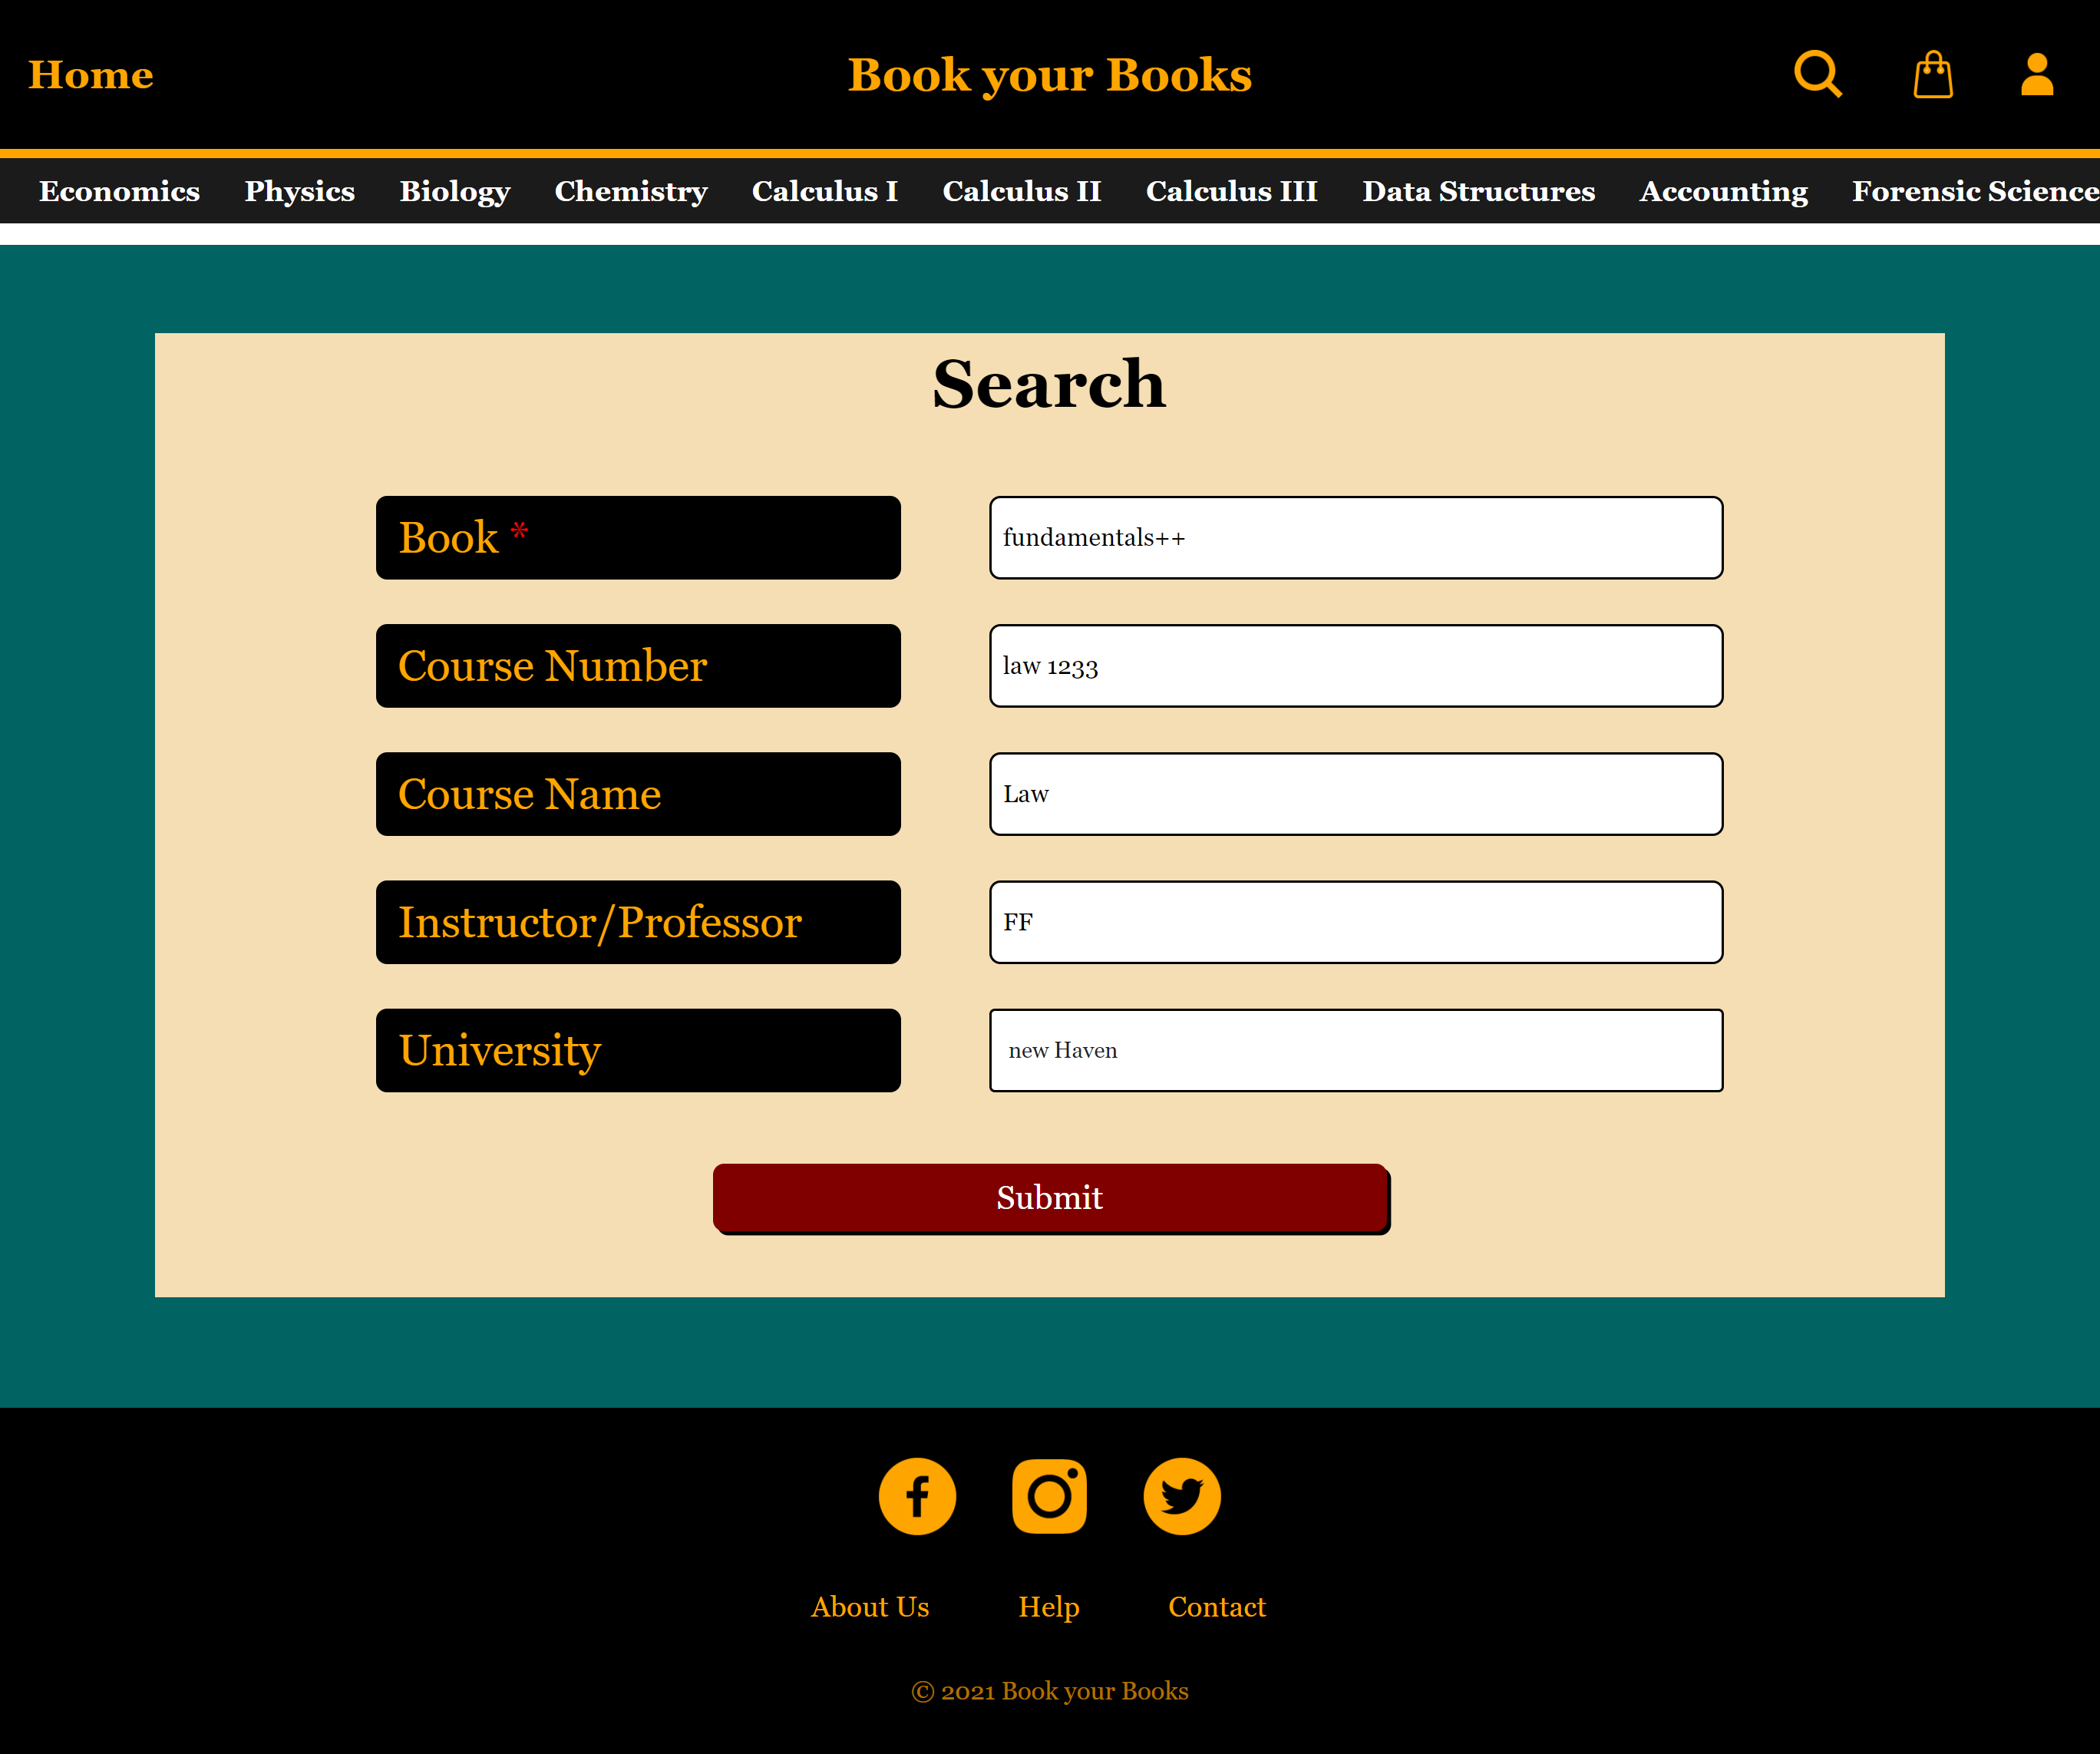 Home Book your Books
Economics Physics Biology Chemistry Calculus I Calculus II Calculus III Data Structures Accounting Forensic Science
Search
Book * fundamentals++
Course Number law 1233
Course Name Law
Instructor/Professor FF
University new Haven
Submit
About Us Help Contact
© 2021 Book your Books